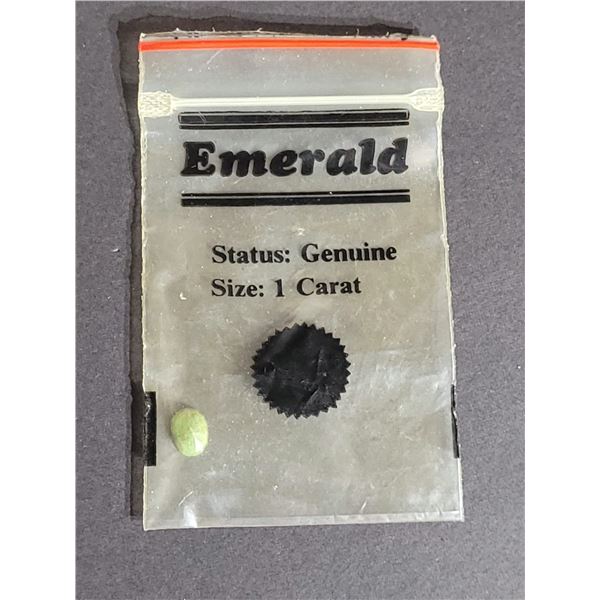 Emerald
Status: Genuine
Size: 1 Carat